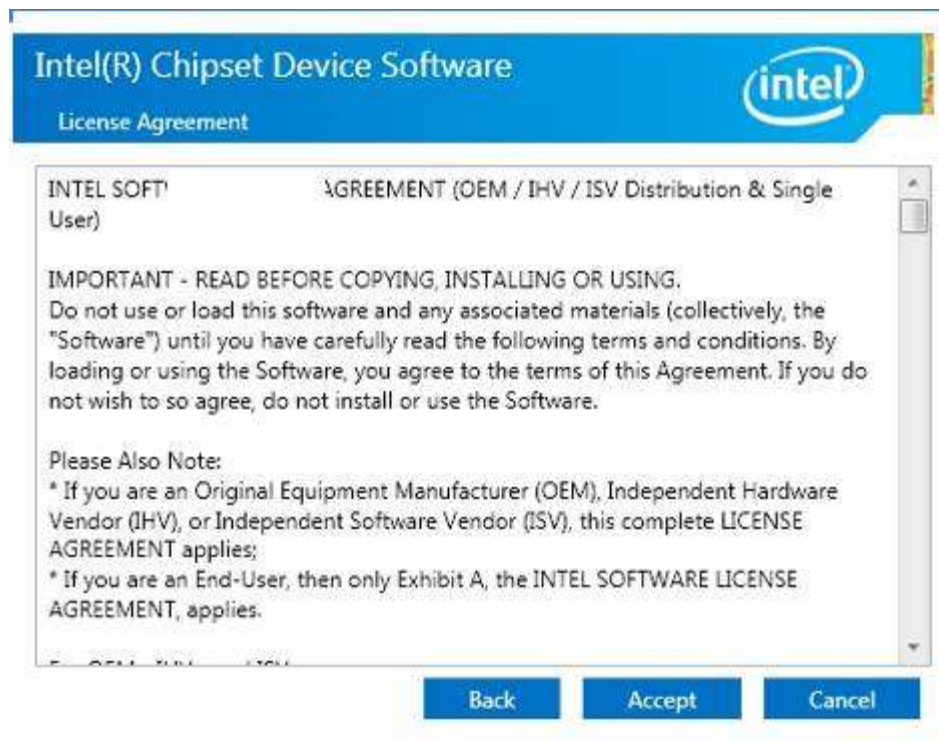 Intel(R) Chipset Device Software
intel
License Agreement
INTEL SOFT AGREEMENT (OEM / IHV / ISV Distribution & Single
User)
IMPORTANT - READ BEFORE COPYING, INSTALLING OR USING.
Do not use or load this software and any associated materials (collectively, the
"Software") until you have carefully read the following terms and conditions. By
loading or using the Software, you agree to the terms of this Agreement. If you do
not wish to so agree, do not install or use the Software.
Please Also Note:
* If you are an Original Equipment Manufacturer (OEM), Independent Hardware
Vendor (IHV), or Independent Software Vendor (ISV), this complete LICENSE
AGREEMENT applies;
* If you are an End-User, then only Exhibit A, the INTEL SOFTWARE LICENSE
AGREEMENT, applies.
Back
Accept
Cancel